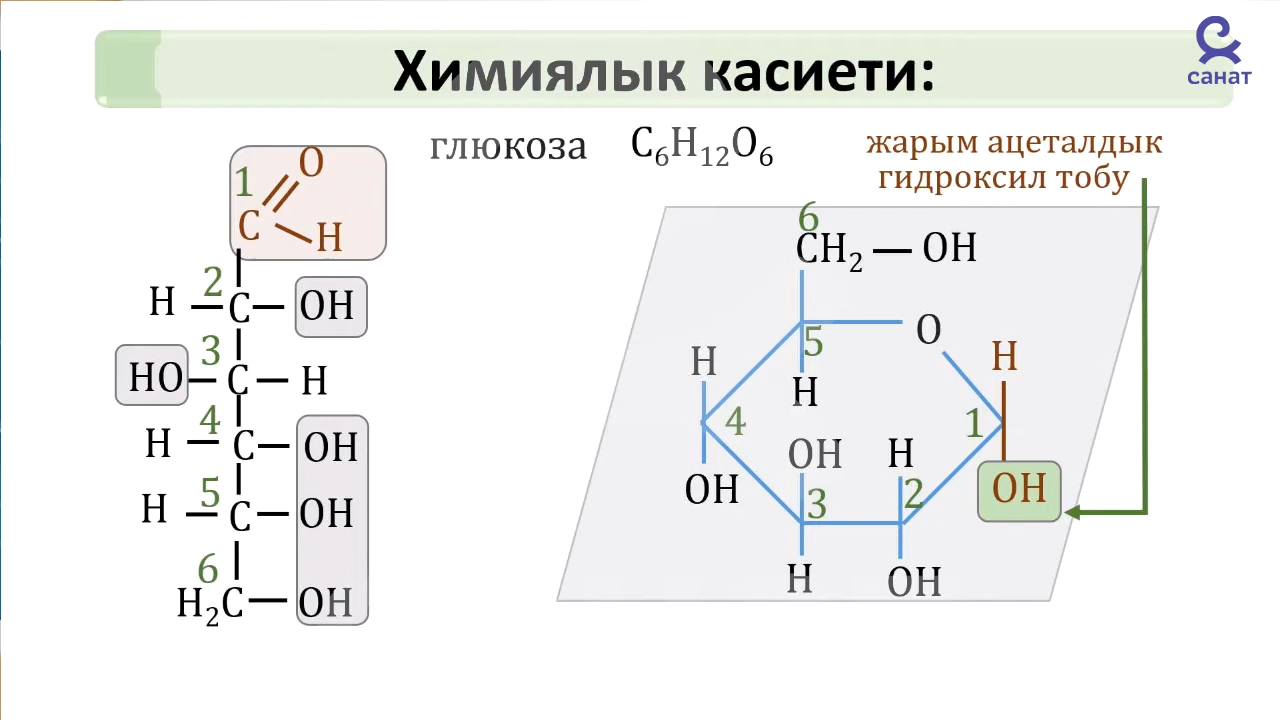 Химиялык касиети:
санат
глюкоза C₆H₁₂O₆
жарым ацеталдык
гидроксил тобу
1 O
C H
H 2 C OH
HO 3 C H
H 4 C OH
H 5 C OH
6
H₂C OH
6
CH₂ — OH
5 O
H H H
4 1
OH H
OH 3 2 OH
H OH